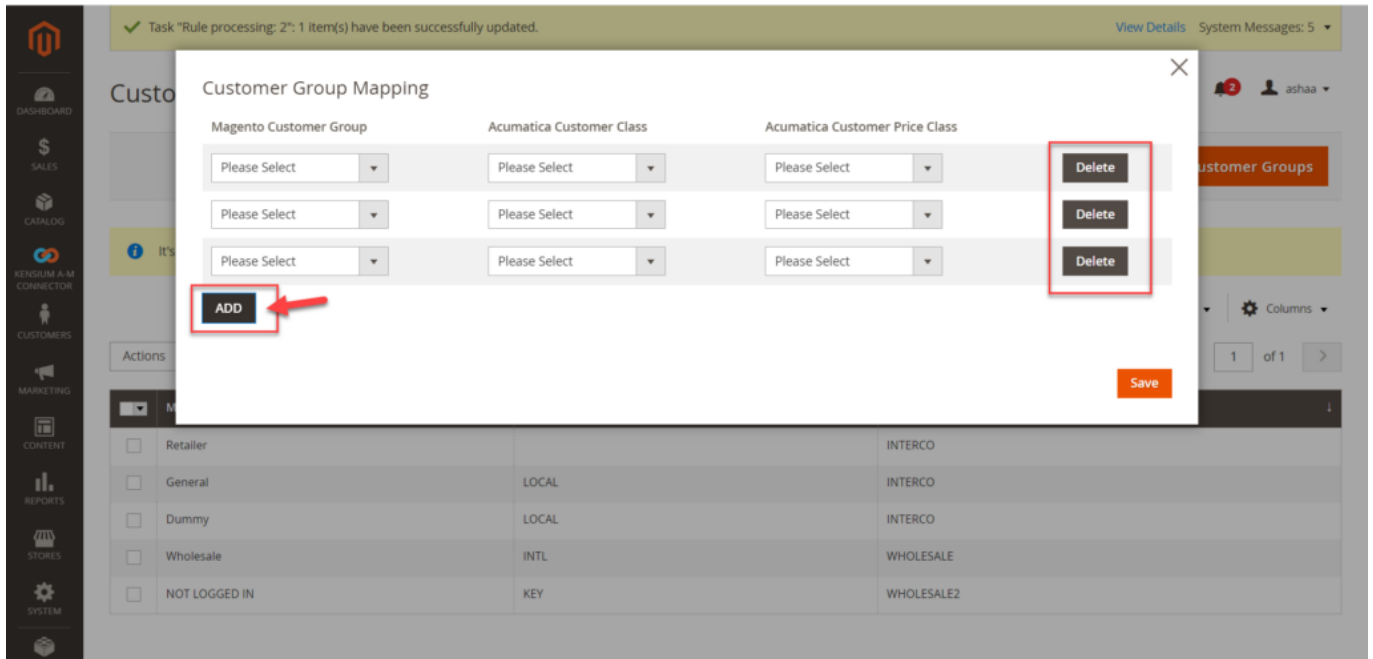 Task "Rule processing: 2": 1 item(s) have been successfully updated.
View Details System Messages: 5
Custo
2
ashaa
Customer Group Mapping
Magento Customer Group Acumatica Customer Class Acumatica Customer Price Class
Please Select Please Select Please Select Delete
Please Select Please Select Please Select Delete
Please Select Please Select Please Select Delete
ADD
Save
ustomer Groups
It's
Columns
Actions
1 of 1
M
Retailer INTERCO
General LOCAL INTERCO
Dummy LOCAL INTERCO
Wholesale INTL WHOLESALE
NOT LOGGED IN KEY WHOLESALE2
DASHBOARD
SALES
CATALOG
KENSIUM A-M
CONNECTOR
CUSTOMERS
MARKETING
CONTENT
REPORTS
STORES
SYSTEM